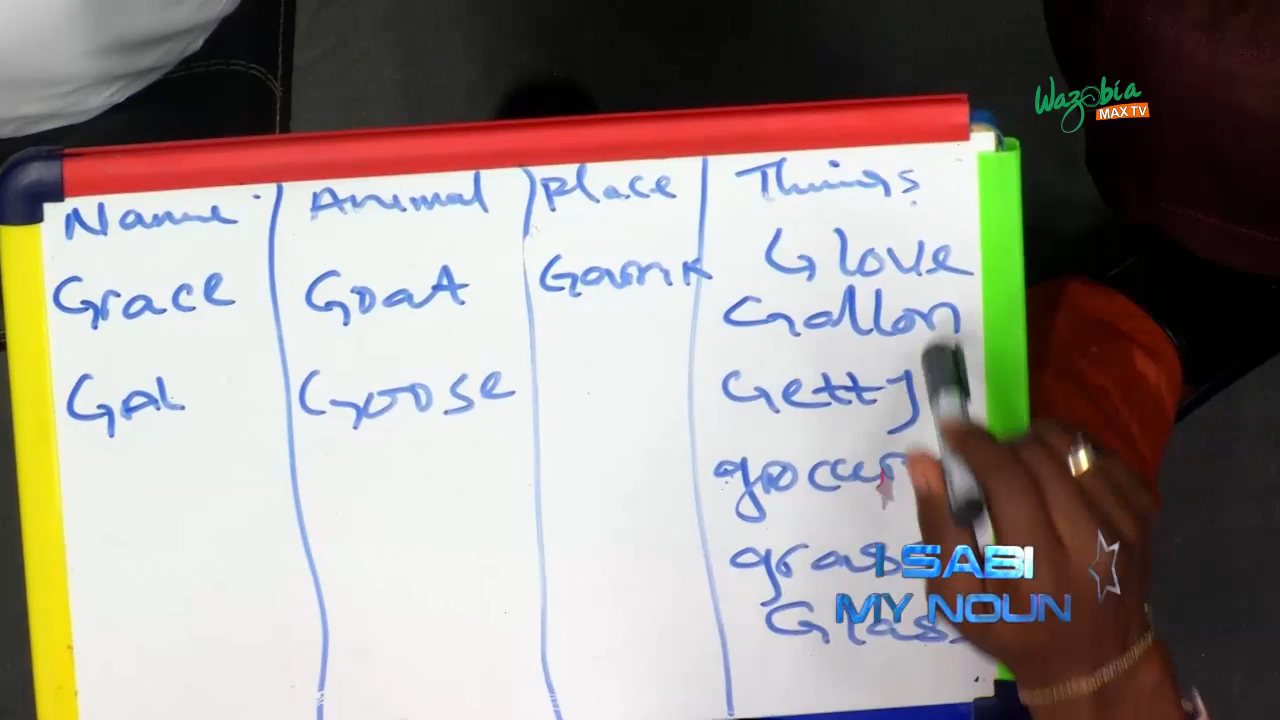 Wazobia
MAX TV
Name Animal Place Things
Grace Goat Glove
Gallon
Gal Goose Getty
grass
Glass
I SABI
MY NOUN